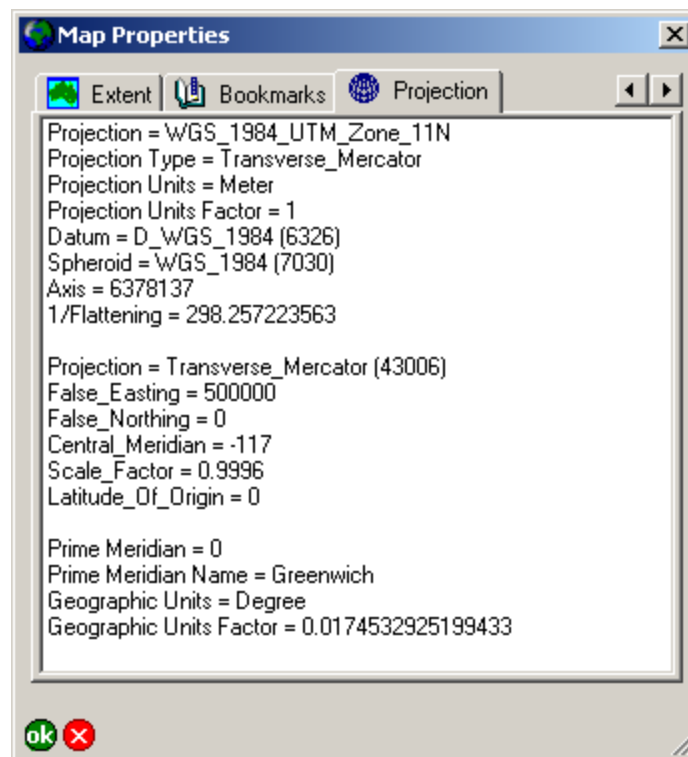 Map Properties
Extent
Bookmarks
Projection
Projection = WGS_1984_UTM_Zone_11N
Projection Type = Transverse_Mercator
Projection Units = Meter
Projection Units Factor = 1
Datum = D_WGS_1984 (6326)
Spheroid = WGS_1984 (7030)
Axis = 6378137
1/Flattening = 298.257223563
Projection = Transverse_Mercator (43006)
False_Easting = 500000
False_Northing = 0
Central_Meridian = -117
Scale_Factor = 0.9996
Latitude_Of_Origin = 0
Prime Meridian = 0
Prime Meridian Name = Greenwich
Geographic Units = Degree
Geographic Units Factor = 0.0174532925199433
ok